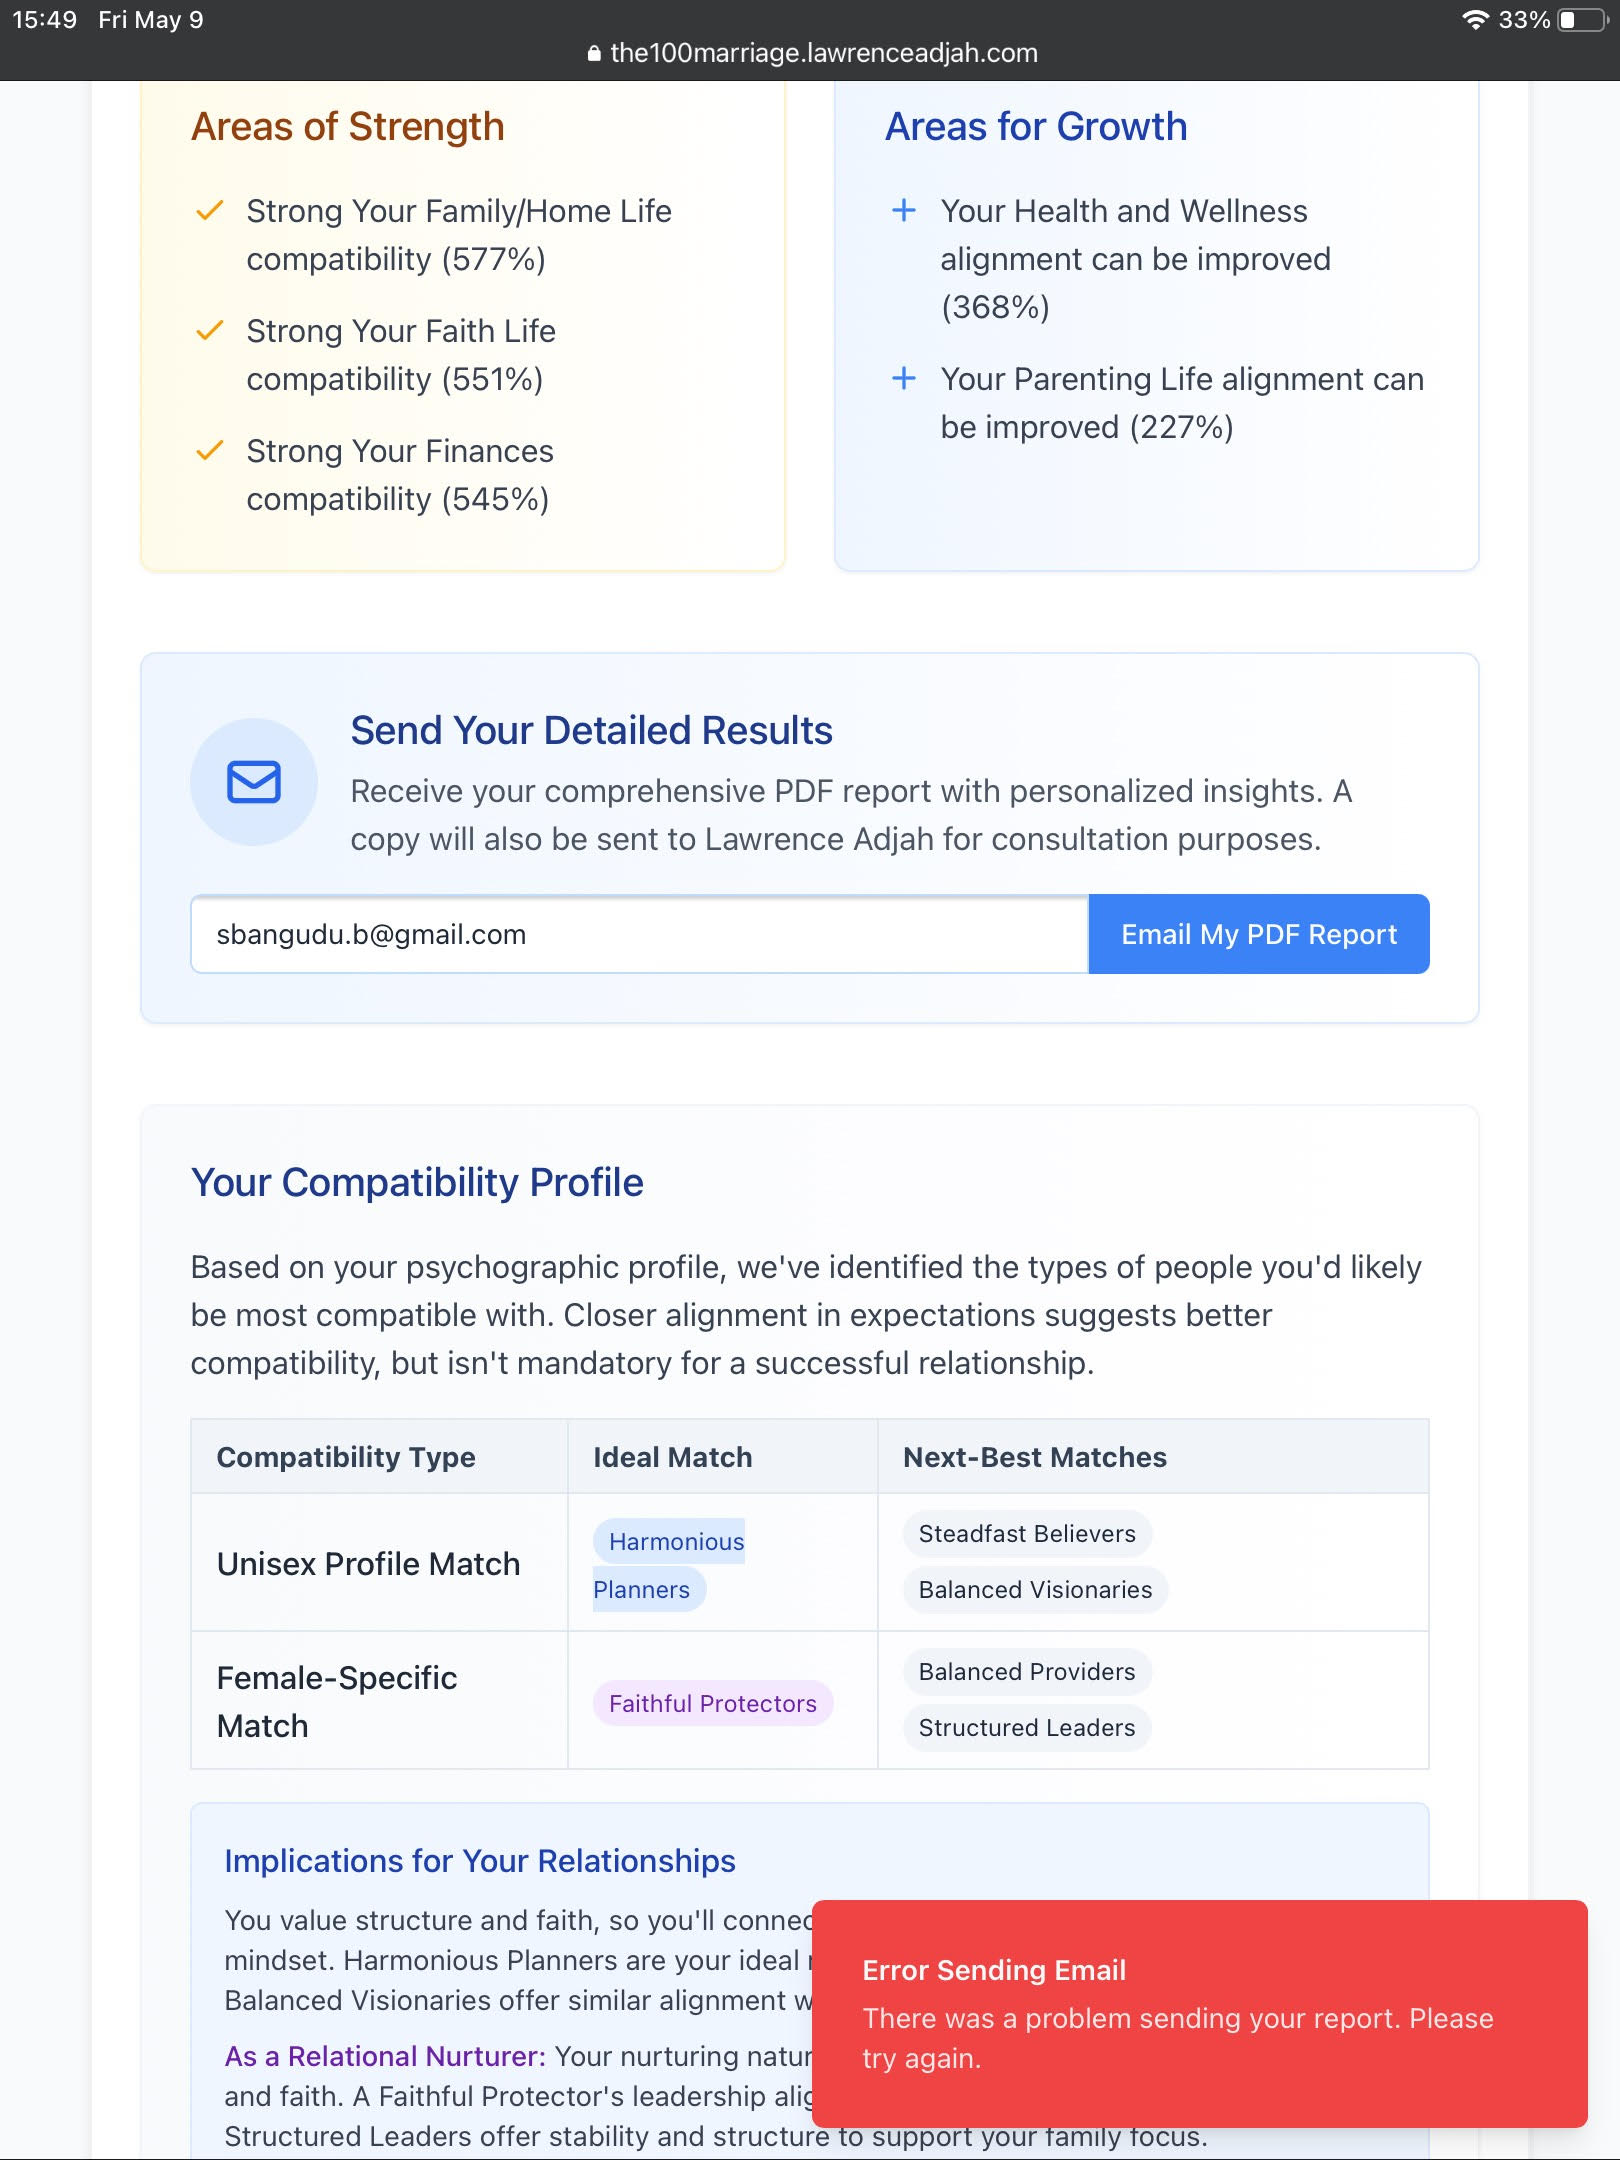 15:49 Fri May 9
33%
the100marriage.lawrenceadjah.com
Areas of Strength
Strong Your Family/Home Life
compatibility (577%)
Strong Your Faith Life
compatibility (551%)
Strong Your Finances
compatibility (545%)
Areas for Growth
Your Health and Wellness
alignment can be improved
(368%)
Your Parenting Life alignment can
be improved (227%)
Send Your Detailed Results
Receive your comprehensive PDF report with personalized insights. A
copy will also be sent to Lawrence Adjah for consultation purposes.
sbangudu.b@gmail.com
Email My PDF Report
Your Compatibility Profile
Based on your psychographic profile, we've identified the types of people you'd likely
be most compatible with. Closer alignment in expectations suggests better
compatibility, but isn't mandatory for a successful relationship.
Compatibility Type
Ideal Match
Next-Best Matches
Unisex Profile Match
Harmonious
Planners
Steadfast Believers
Balanced Visionaries
Female-Specific
Match
Faithful Protectors
Balanced Providers
Structured Leaders
Implications for Your Relationships
You value structure and faith, so you'll
mindset. Harmonious Planners are your ideal
Balanced Visionaries offer similar alignment
As a Relational Nurturer: Your nurturing
and faith. A Faithful Protector's leadership
Structured Leaders offer stability and structure to support your family focus.
Error Sending Email
There was a problem sending your report. Please
try again.